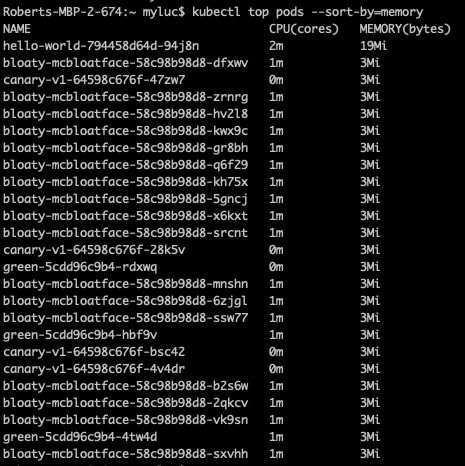 Roberts-MBP-2-674:~ myluc$ kubectl top pods --sort-by=memory
NAME CPU(cores) MEMORY(bytes)
hello-world-794458d64d-94j8n 2m 19Mi
bloaty-mcbloatface-58c98b98d8-dfxwv 1m 3Mi
canary-v1-64598c676f-47zw7 0m 3Mi
bloaty-mcbloatface-58c98b98d8-zrnrg 1m 3Mi
bloaty-mcbloatface-58c98b98d8-hv2l8 1m 3Mi
bloaty-mcbloatface-58c98b98d8-kwx9c 1m 3Mi
bloaty-mcbloatface-58c98b98d8-gr8bh 1m 3Mi
bloaty-mcbloatface-58c98b98d8-q6f29 1m 3Mi
bloaty-mcbloatface-58c98b98d8-kh75x 1m 3Mi
bloaty-mcbloatface-58c98b98d8-5gncj 1m 3Mi
bloaty-mcbloatface-58c98b98d8-x6kxt 1m 3Mi
bloaty-mcbloatface-58c98b98d8-srcnt 1m 3Mi
canary-v1-64598c676f-28k5v 0m 3Mi
green-5cdd96c9b4-rdxwq 0m 3Mi
bloaty-mcbloatface-58c98b98d8-mnshn 1m 3Mi
bloaty-mcbloatface-58c98b98d8-6zjgl 1m 3Mi
bloaty-mcbloatface-58c98b98d8-ssw77 1m 3Mi
green-5cdd96c9b4-hbf9v 1m 3Mi
canary-v1-64598c676f-bsc42 0m 3Mi
canary-v1-64598c676f-4v4dr 0m 3Mi
bloaty-mcbloatface-58c98b98d8-b2s6w 1m 3Mi
bloaty-mcbloatface-58c98b98d8-2qkcv 1m 3Mi
bloaty-mcbloatface-58c98b98d8-vk9sn 1m 3Mi
green-5cdd96c9b4-4tw4d 1m 3Mi
bloaty-mcbloatface-58c98b98d8-sxvhh 1m 3Mi